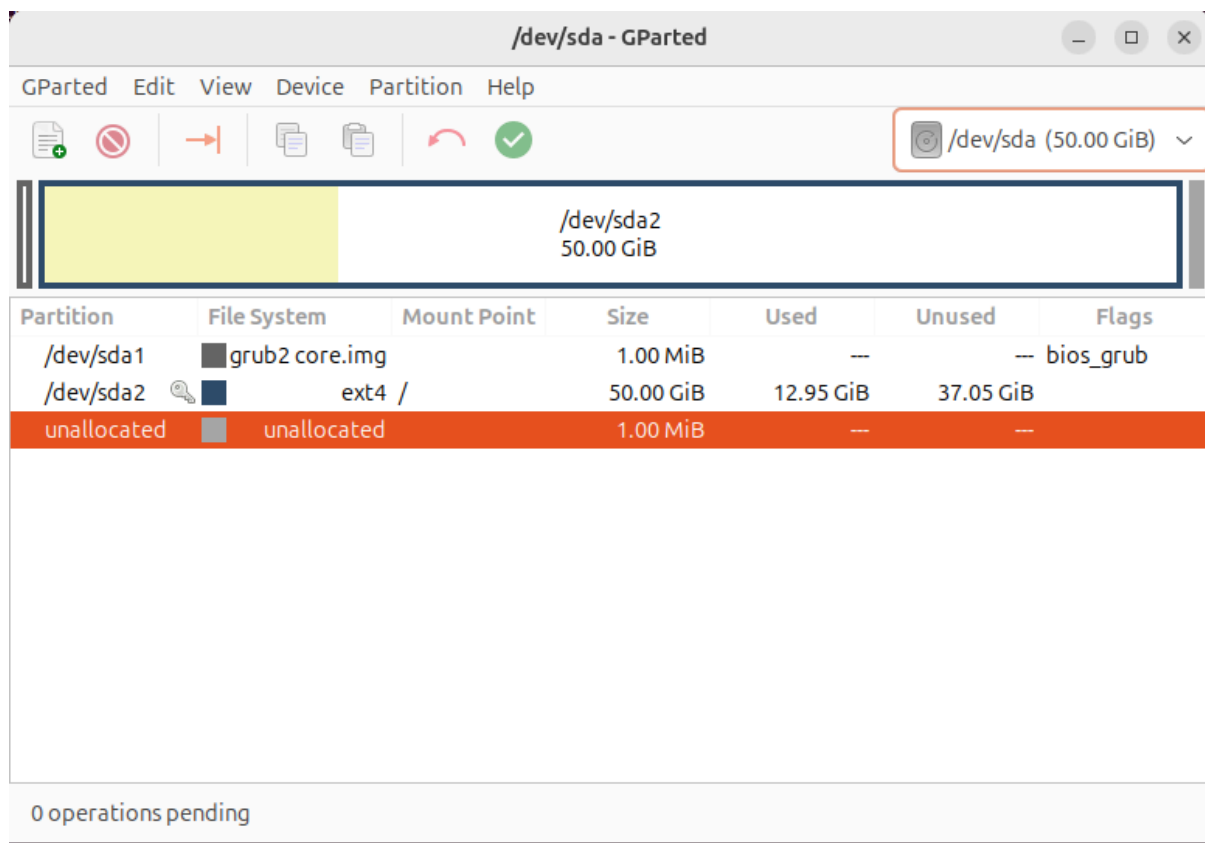 /dev/sda - GParted
GParted Edit View Device Partition Help
/dev/sda (50.00 GiB)
/dev/sda2
50.00 GiB
Partition File System Mount Point Size Used Unused Flags
/dev/sda1 grub2 core.img 1.00 MiB --- --- bios_grub
/dev/sda2 ext4 / 50.00 GiB 12.95 GiB 37.05 GiB
unallocated unallocated 1.00 MiB --- ---
0 operations pending